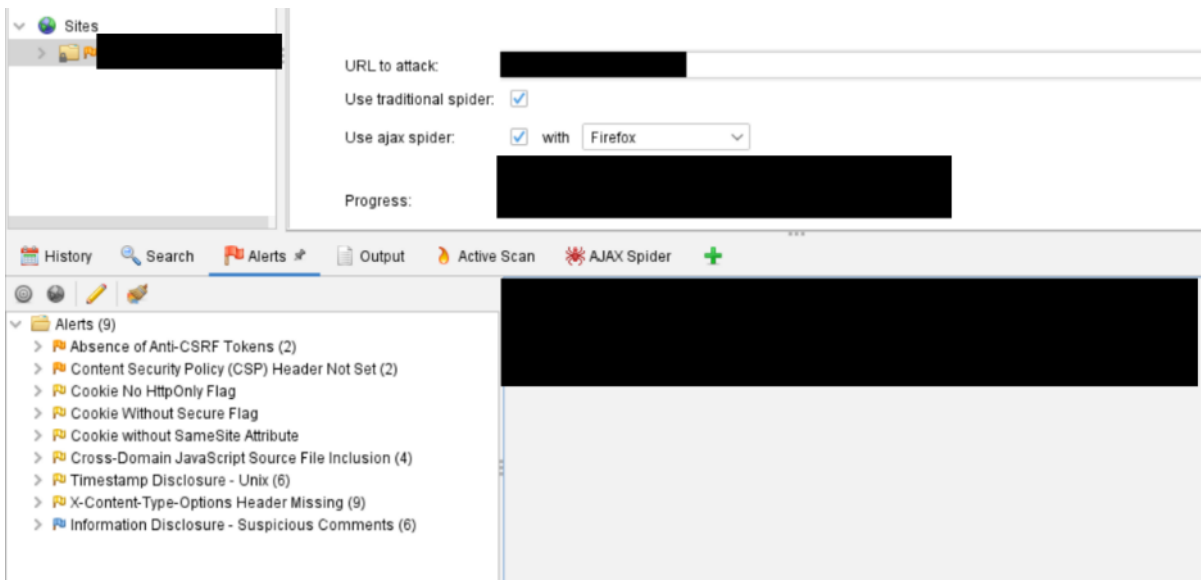 Sites
URL to attack:
Use traditional spider:
Use ajax spider: with Firefox
Progress:
History Search Alerts Output Active Scan AJAX Spider
Alerts (9)
Absence of Anti-CSRF Tokens (2)
Content Security Policy (CSP) Header Not Set (2)
Cookie No HttpOnly Flag
Cookie Without Secure Flag
Cookie without SameSite Attribute
Cross-Domain JavaScript Source File Inclusion (4)
Timestamp Disclosure - Unix (6)
X-Content-Type-Options Header Missing (9)
Information Disclosure - Suspicious Comments (6)